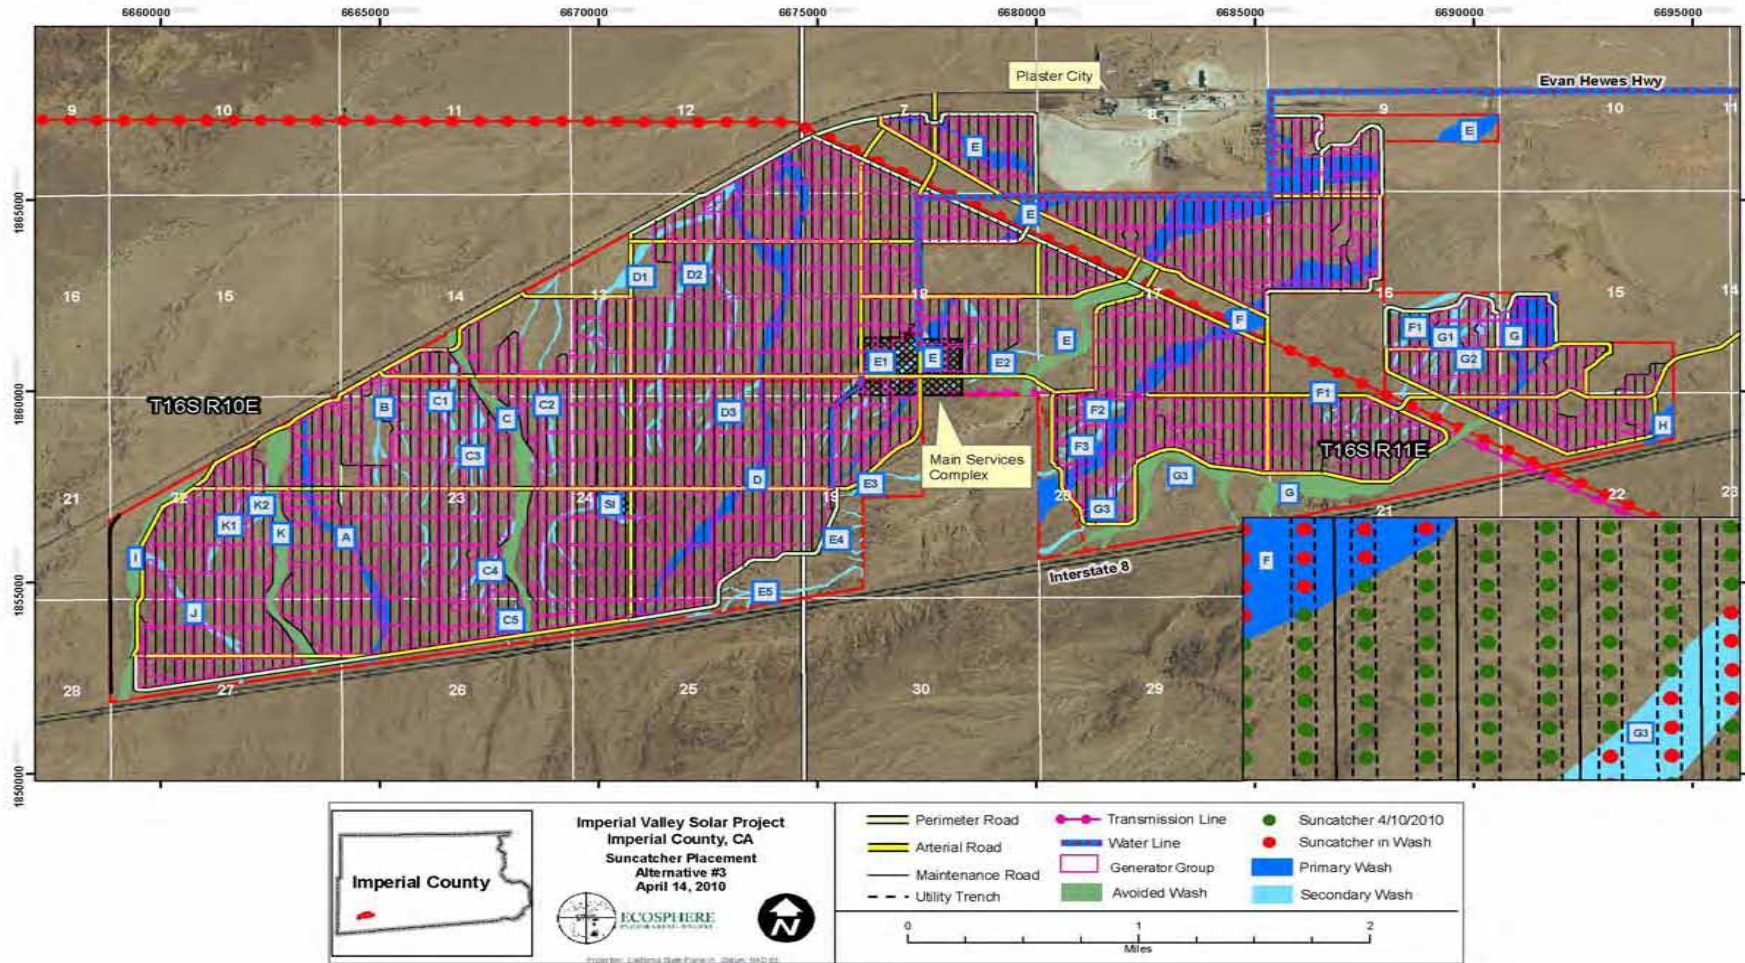 6660000 6665000 6670000 6675000 6680000 6685000 6690000 6695000
1865000
1860000
1855000
1850000
Plaster City
Evan Hewes Hwy
9 10 11 12 7 8 9 10 11
E E
E
16 15 14 13 18 17 16 15 14
D1 D2
F F1 G1 G G2
E1 E E2 E
T16S R10E
B C1 C C2 D3
F1 F2 H
C3 F3
T16S R11E
Main Services
Complex
21 22 23 24 19 20 21 22 23
K1 K2 K A SI D E3 G3 G3 G
I C4 E4
Interstate 8
J C5 E5
28 27 26 25 30 29
F
G3
Imperial County
Imperial Valley Solar Project
Imperial County, CA
Suncatcher Placement
Alternative #3
April 14, 2010
ECOSPHERE
N
Perimeter Road
Arterial Road
Maintenance Road
Utility Trench
Transmission Line
Water Line
Generator Group
Avoided Wash
Suncatcher 4/10/2010
Suncatcher in Wash
Primary Wash
Secondary Wash
0 1 2
Miles